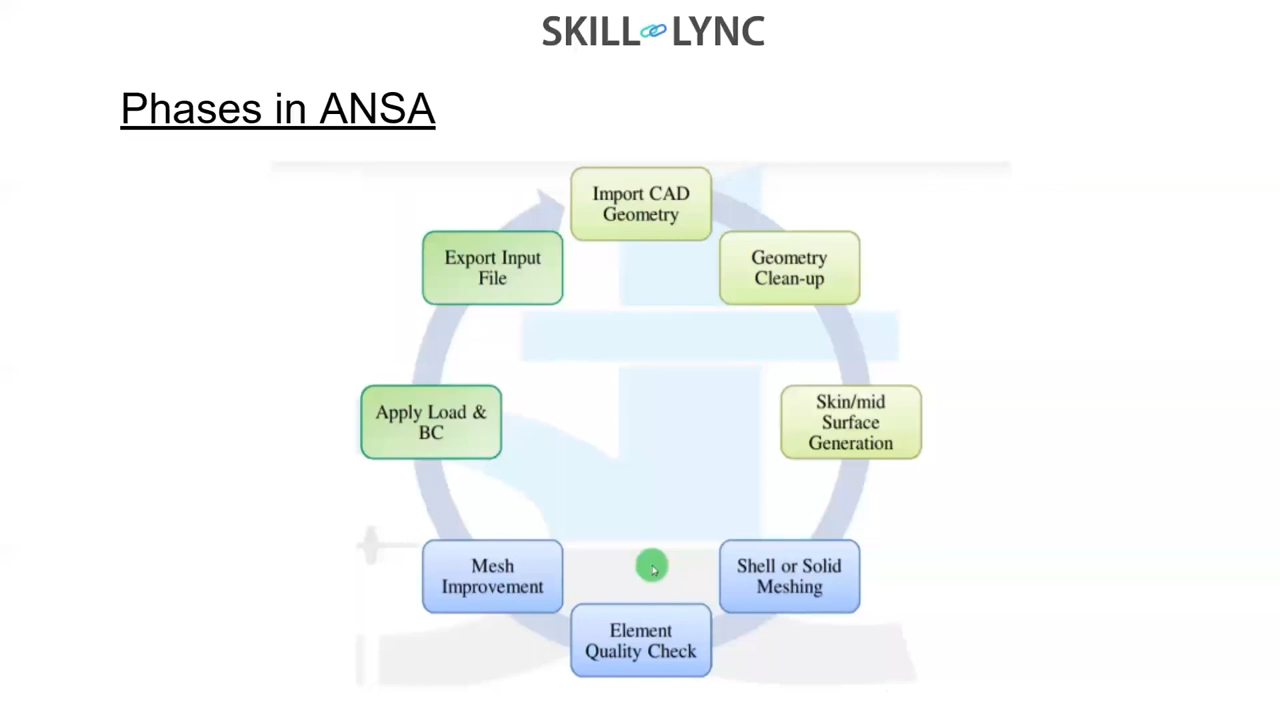 SKILL LYNC
Phases in ANSA
Import CAD
Geometry
Geometry
Clean-up
Skin/mid
Surface
Generation
Shell or Solid
Meshing
Element
Quality Check
Mesh
Improvement
Apply Load &
BC
Export Input
File